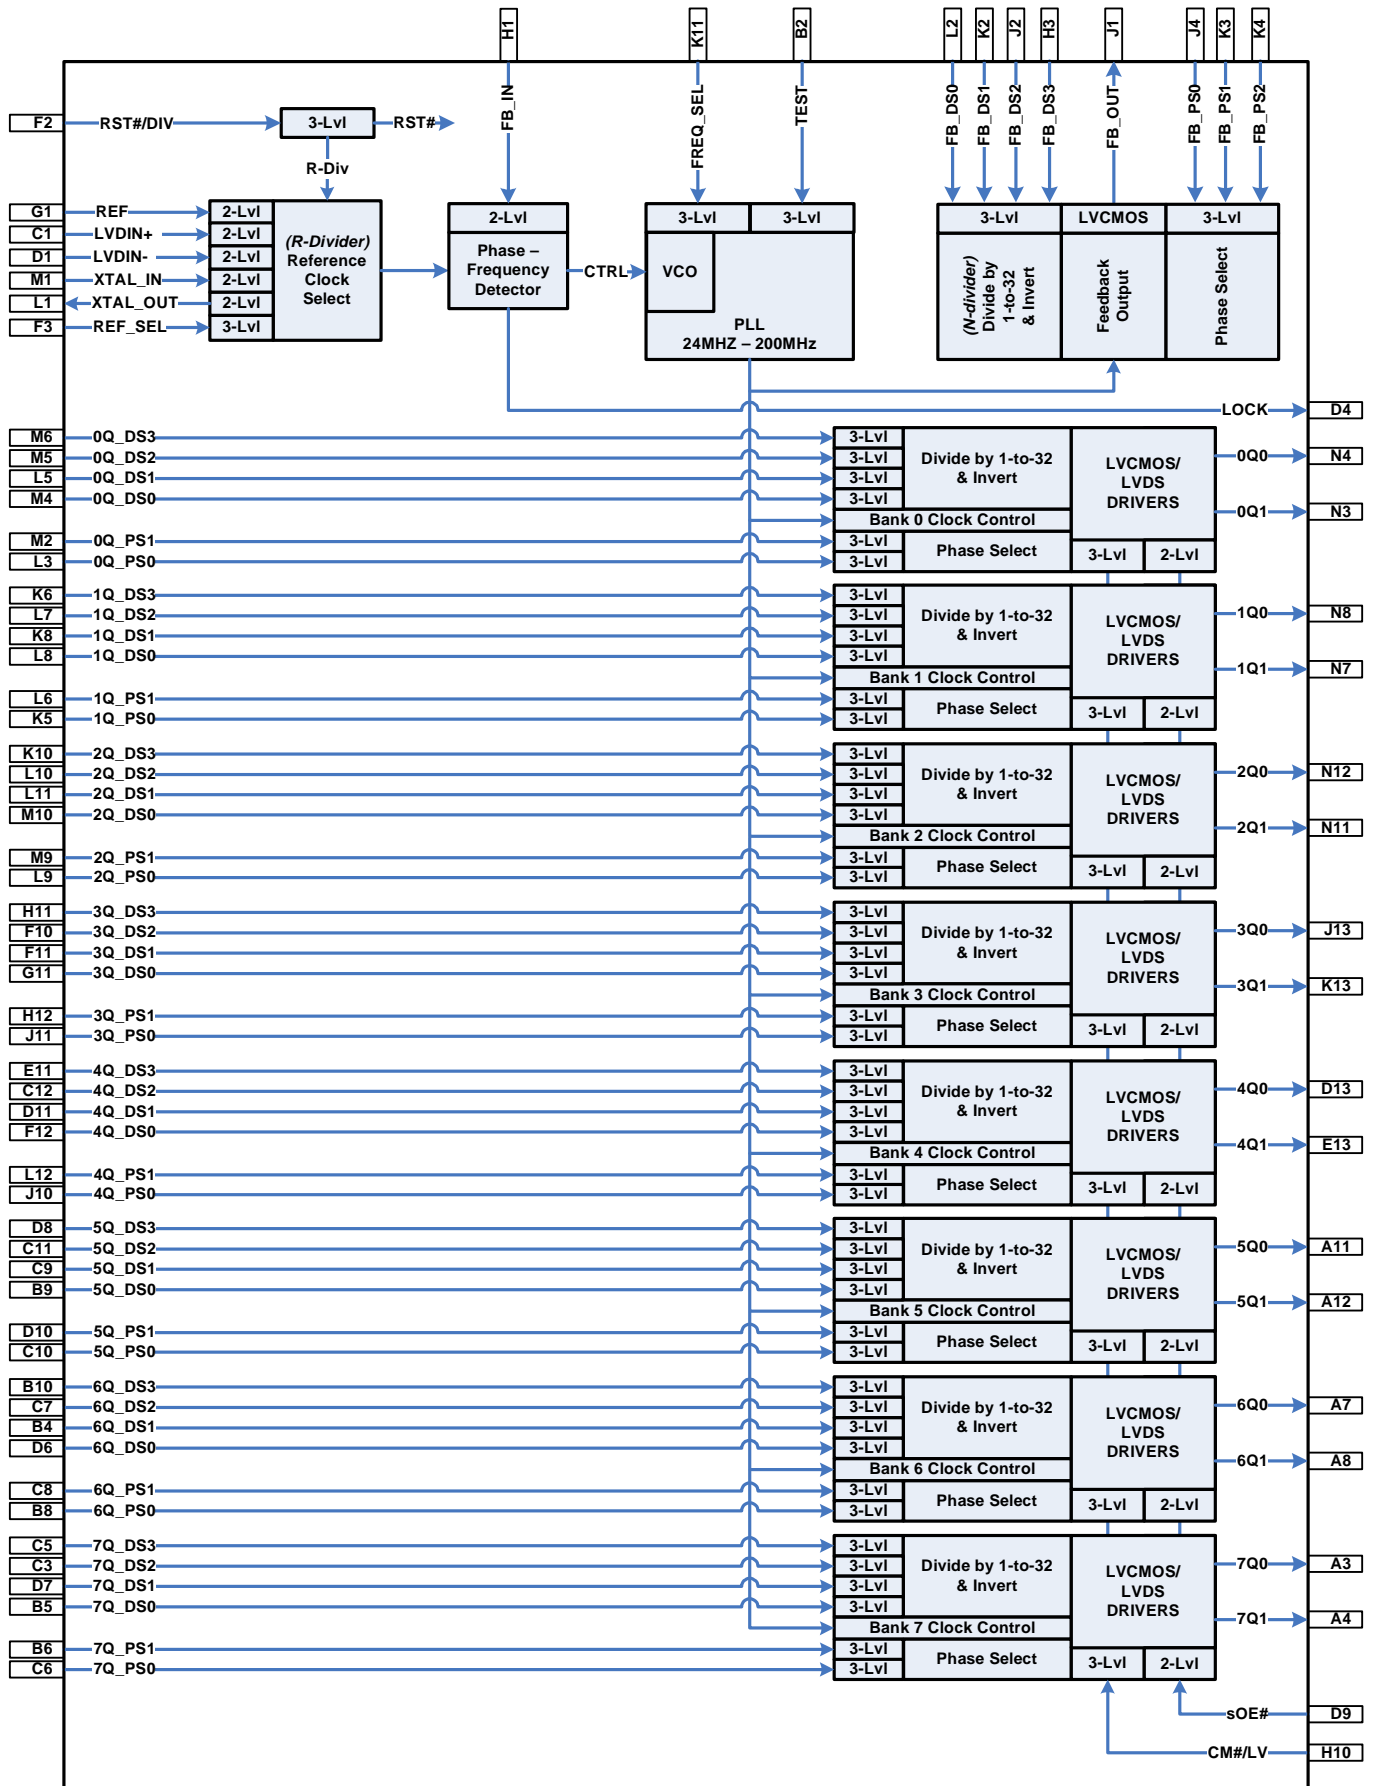 H1
K11
B2
L2
K2
J2
H3
J1
J4
K3
K4
FB_IN
FREQ_SEL
TEST
FB_DS0
FB_DS1
FB_DS2
FB_DS3
FB_OUT
FB_PS0
FB_PS1
FB_PS2
F2 RST#/DIV 3-Lvl RST#
R-Div
G1 REF 2-Lvl
C1 LVDIN+ 2-Lvl
D1 LVDIN- 2-Lvl
M1 XTAL_IN 2-Lvl
L1 XTAL_OUT 2-Lvl
F3 REF_SEL 3-Lvl
(R-Divider)
Reference
Clock
Select
2-Lvl
Phase –
Frequency
Detector
CTRL
3-Lvl 3-Lvl
VCO
PLL
24MHZ – 200MHz
3-Lvl LVCMOS 3-Lvl
(N-divider)
Divide by
1-to-32
& Invert
Feedback
Output
Phase Select
LOCK D4
M6 0Q_DS3 3-Lvl
M5 0Q_DS2 3-Lvl
L5 0Q_DS1 3-Lvl
M4 0Q_DS0 3-Lvl
Divide by 1-to-32
& Invert
Bank 0 Clock Control
M2 0Q_PS1 3-Lvl
L3 0Q_PS0 3-Lvl
Phase Select
LVCMOS/
LVDS
DRIVERS
3-Lvl 2-Lvl
0Q0 N4
0Q1 N3
K6 1Q_DS3 3-Lvl
L7 1Q_DS2 3-Lvl
K8 1Q_DS1 3-Lvl
L8 1Q_DS0 3-Lvl
Divide by 1-to-32
& Invert
Bank 1 Clock Control
L6 1Q_PS1 3-Lvl
K5 1Q_PS0 3-Lvl
Phase Select
LVCMOS/
LVDS
DRIVERS
3-Lvl 2-Lvl
1Q0 N8
1Q1 N7
K10 2Q_DS3 3-Lvl
L10 2Q_DS2 3-Lvl
L11 2Q_DS1 3-Lvl
M10 2Q_DS0 3-Lvl
Divide by 1-to-32
& Invert
Bank 2 Clock Control
M9 2Q_PS1 3-Lvl
L9 2Q_PS0 3-Lvl
Phase Select
LVCMOS/
LVDS
DRIVERS
3-Lvl 2-Lvl
2Q0 N12
2Q1 N11
H11 3Q_DS3 3-Lvl
F10 3Q_DS2 3-Lvl
F11 3Q_DS1 3-Lvl
G11 3Q_DS0 3-Lvl
Divide by 1-to-32
& Invert
Bank 3 Clock Control
H12 3Q_PS1 3-Lvl
J11 3Q_PS0 3-Lvl
Phase Select
LVCMOS/
LVDS
DRIVERS
3-Lvl 2-Lvl
3Q0 J13
3Q1 K13
E11 4Q_DS3 3-Lvl
C12 4Q_DS2 3-Lvl
D11 4Q_DS1 3-Lvl
F12 4Q_DS0 3-Lvl
Divide by 1-to-32
& Invert
Bank 4 Clock Control
L12 4Q_PS1 3-Lvl
J10 4Q_PS0 3-Lvl
Phase Select
LVCMOS/
LVDS
DRIVERS
3-Lvl 2-Lvl
4Q0 D13
4Q1 E13
D8 5Q_DS3 3-Lvl
C11 5Q_DS2 3-Lvl
C9 5Q_DS1 3-Lvl
B9 5Q_DS0 3-Lvl
Divide by 1-to-32
& Invert
Bank 5 Clock Control
D10 5Q_PS1 3-Lvl
C10 5Q_PS0 3-Lvl
Phase Select
LVCMOS/
LVDS
DRIVERS
3-Lvl 2-Lvl
5Q0 A11
5Q1 A12
B10 6Q_DS3 3-Lvl
C7 6Q_DS2 3-Lvl
B4 6Q_DS1 3-Lvl
D6 6Q_DS0 3-Lvl
Divide by 1-to-32
& Invert
Bank 6 Clock Control
C8 6Q_PS1 3-Lvl
B8 6Q_PS0 3-Lvl
Phase Select
LVCMOS/
LVDS
DRIVERS
3-Lvl 2-Lvl
6Q0 A7
6Q1 A8
C5 7Q_DS3 3-Lvl
C3 7Q_DS2 3-Lvl
D7 7Q_DS1 3-Lvl
B5 7Q_DS0 3-Lvl
Divide by 1-to-32
& Invert
Bank 7 Clock Control
B6 7Q_PS1 3-Lvl
C6 7Q_PS0 3-Lvl
Phase Select
LVCMOS/
LVDS
DRIVERS
3-Lvl 2-Lvl
7Q0 A3
7Q1 A4
sOE# D9
CM#/LV H10